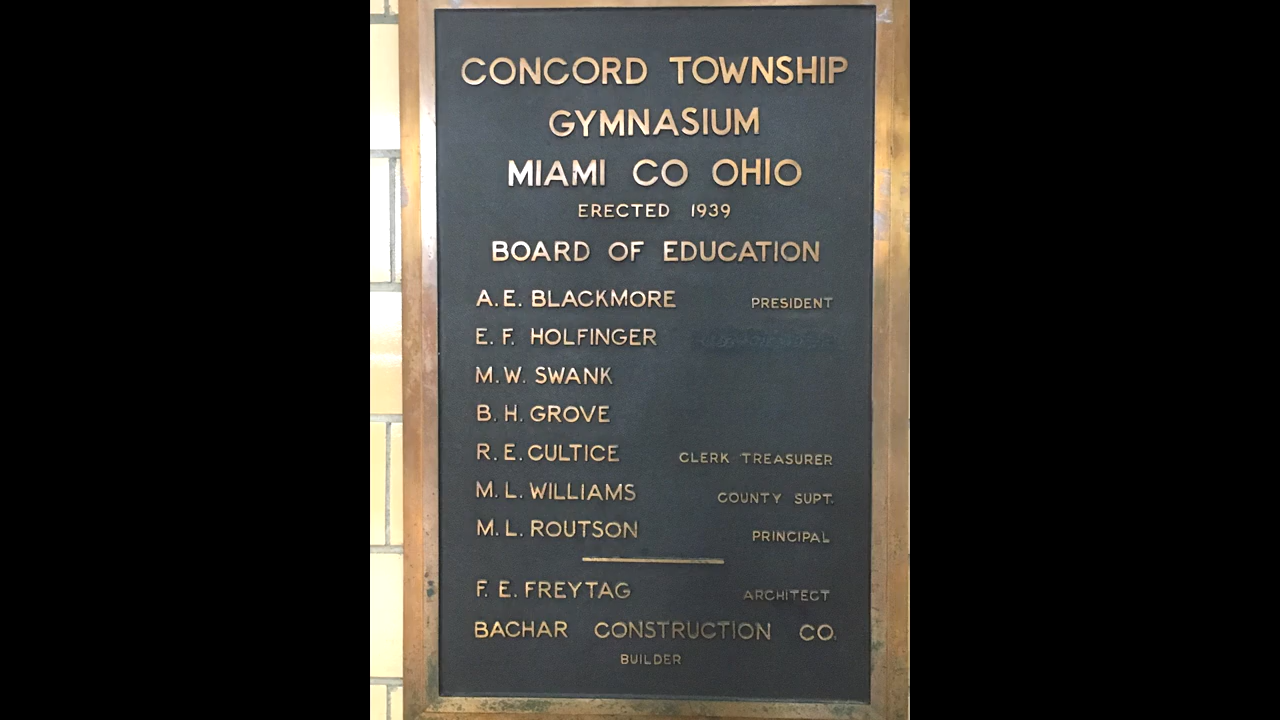 CONCORD TOWNSHIP
GYMNASIUM
MIAMI CO OHIO
ERECTED 1939
BOARD OF EDUCATION
A. E. BLACKMORE PRESIDENT
E. F. HOLFINGER
M. W. SWANK
B. H. GROVE
R. E. CULTICE CLERK TREASURER
M. L. WILLIAMS COUNTY SUPT.
M. L. ROUTSON PRINCIPAL
F. E. FREYTAG ARCHITECT
BACHAR CONSTRUCTION CO.
BUILDER